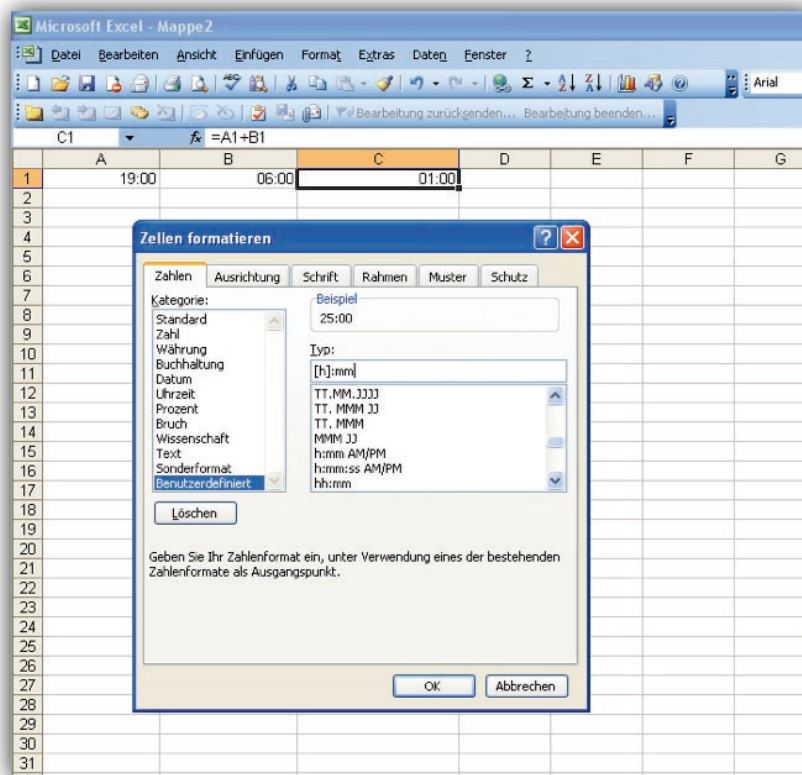 Microsoft Excel - Mappe2
Datei Bearbeiten Ansicht Einfügen Format Extras Daten Fenster ?
Arial
Bearbeitung zurücksenden... Bearbeitung beenden...
C1 fx =A1+B1
A B C D E F G
1 19:00 06:00 01:00
2
3
4
Zellen formatieren
5
6
Zahlen Ausrichtung Schrift Rahmen Muster Schutz
7
Kategorie: Beispiel
8
Standard 25:00
9
Zahl
10
Währung Typ:
11
Buchhaltung [h]:mm
Datum
12
Uhrzeit TT.MM.JJJJ
13
Prozent TT. MMM JJ
14
Bruch TT. MMM
15
Wissenschaft MMM JJ
Text h:mm AM/PM
16
Sonderformat h:mm:ss AM/PM
17
Benutzerdefiniert hh:mm
18
Löschen
19
20
Geben Sie Ihr Zahlenformat ein, unter Verwendung eines der bestehenden
21
Zahlenformate als Ausgangspunkt.
22
23
24
25
26
27
OK Abbrechen
28
29
30
31